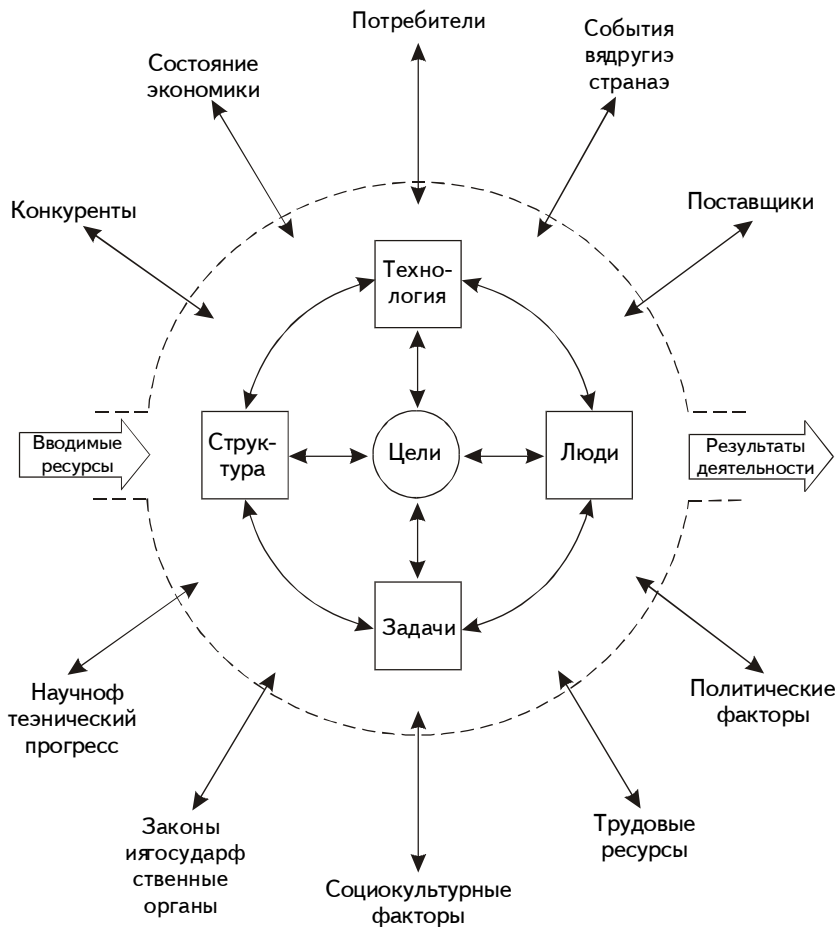 Потребители
События
вядругиэ
странаэ
Состояние
экономики
Конкуренты
Поставщики
Техно-
логия
Вводимые
ресурсы
Струк-
тура
Цели
Люди
Результаты
деятельности
Задачи
Научноф
теэнический
прогресс
Политические
факторы
Законы
иягосударф
ственные
органы
Трудовые
ресурсы
Социокультурные
факторы